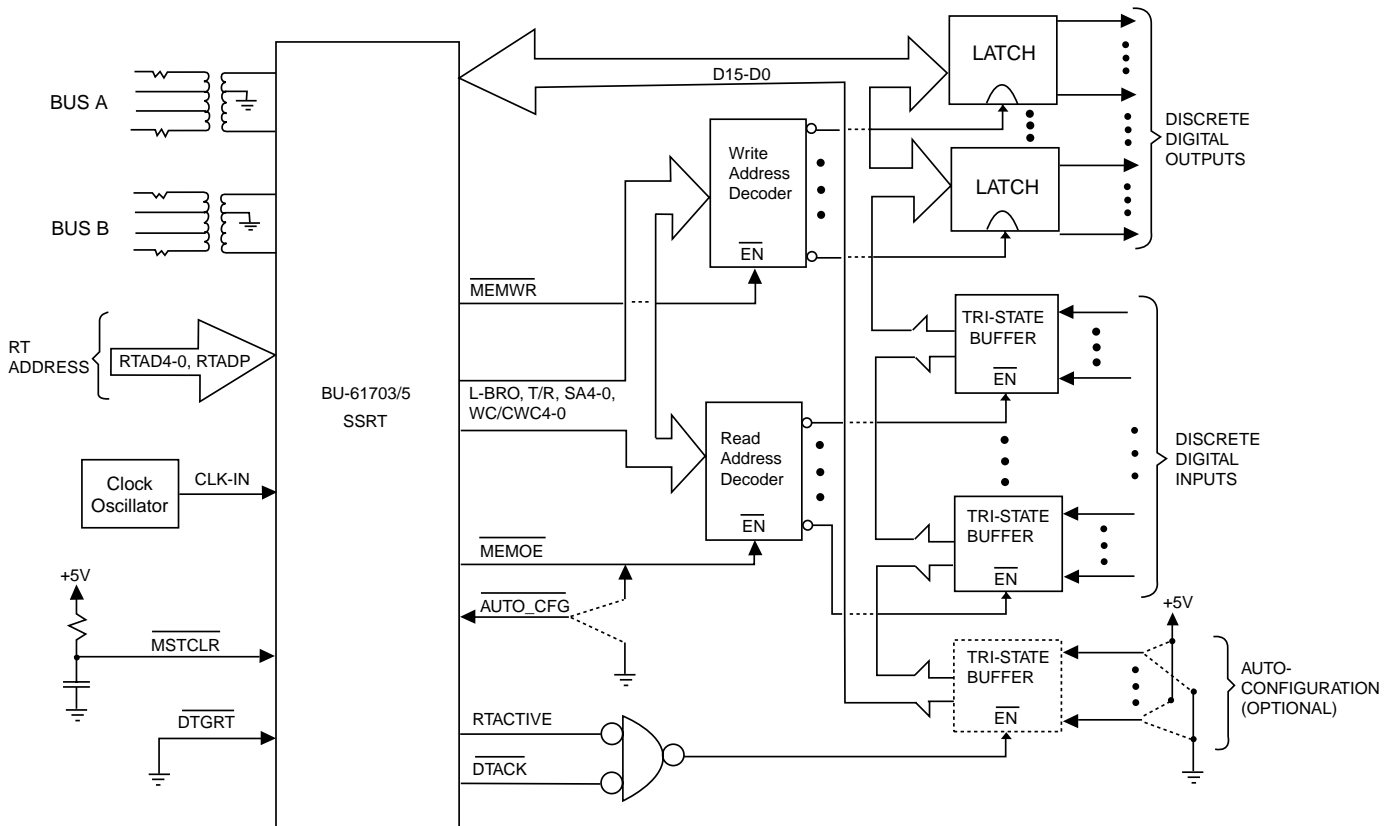 BUS A
BUS B
RT
ADDRESS
RTAD4-0, RTADP
Clock
Oscillator
CLK-IN
+5V
MSTCLR
DTGRT
BU-61703/5
SSRT
D15-D0
MEMWR
L-BRO, T/R, SA4-0,
WC/CWC4-0
MEMOE
AUTO_CFG
RTACTIVE
DTACK
Write
Address
Decoder
EN
Read
Address
Decoder
EN
LATCH
LATCH
DISCRETE
DIGITAL
OUTPUTS
TRI-STATE
BUFFER
EN
TRI-STATE
BUFFER
EN
DISCRETE
DIGITAL
INPUTS
TRI-STATE
BUFFER
EN
+5V
AUTO-
CONFIGURATION
(OPTIONAL)